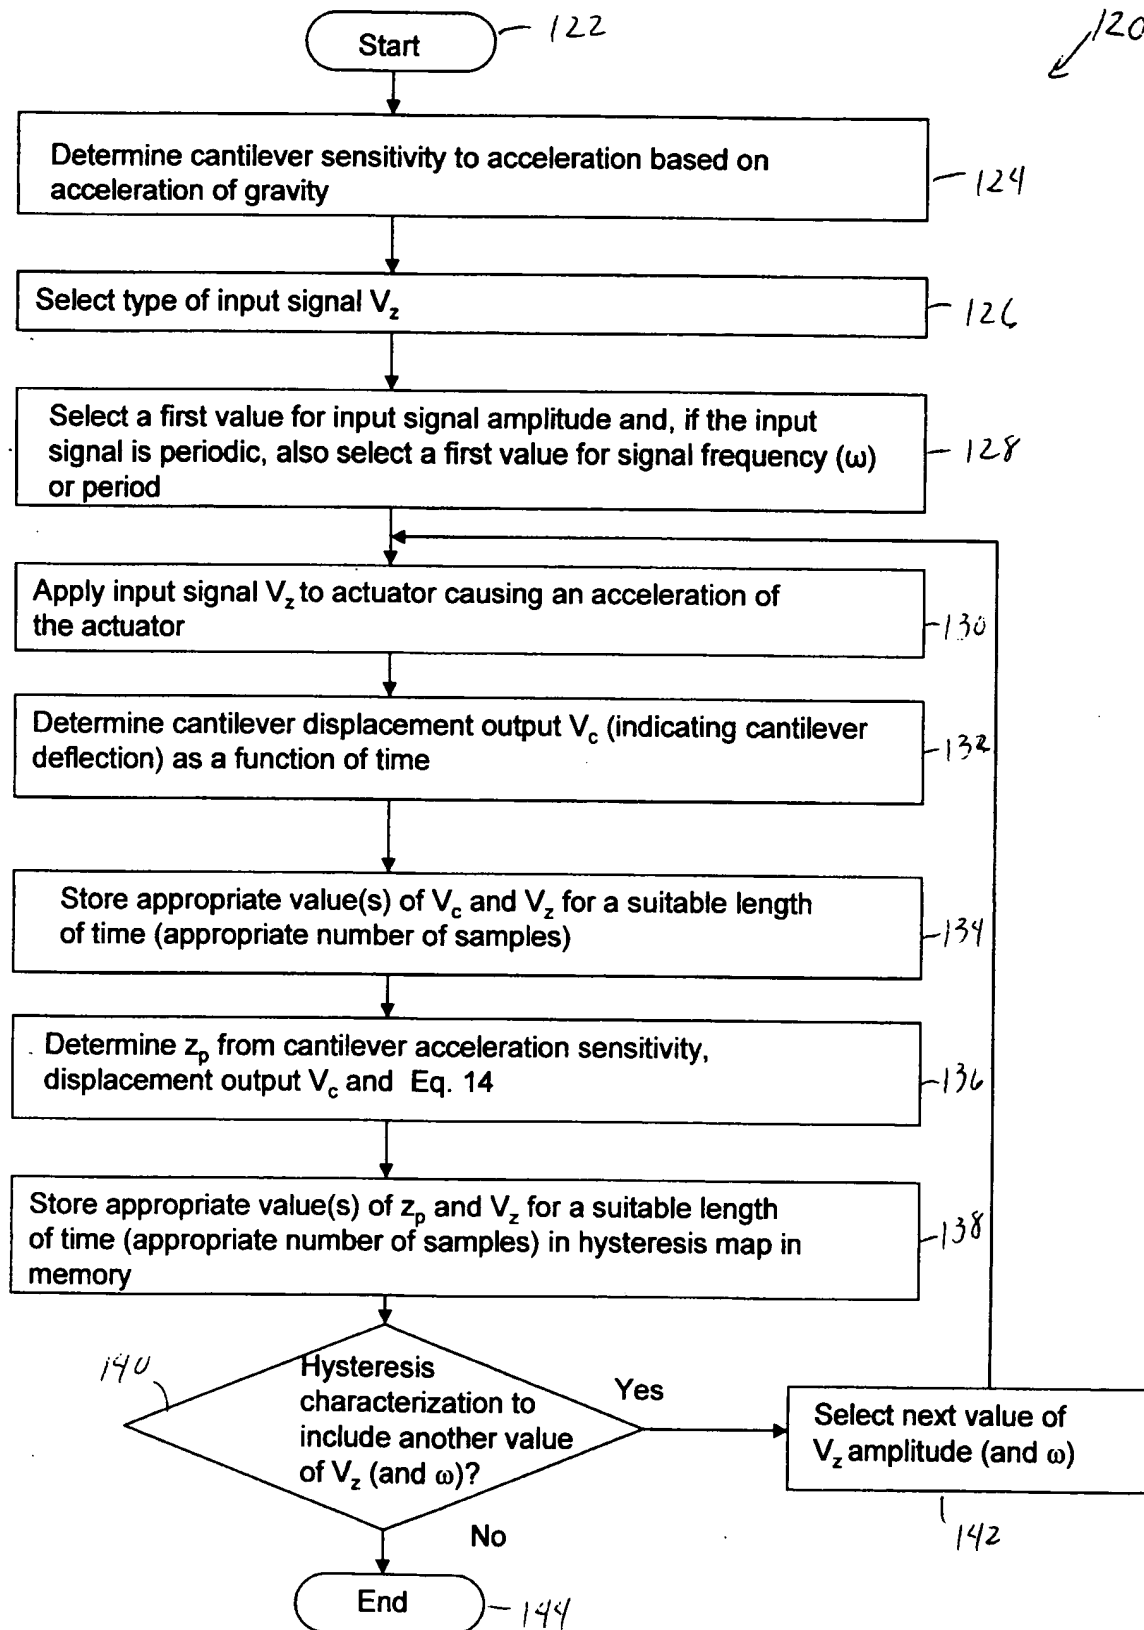 Start
122
120
Determine cantilever sensitivity to acceleration based on
acceleration of gravity
124
Select type of input signal Vz
126
Select a first value for input signal amplitude and, if the input
signal is periodic, also select a first value for signal frequency (ω)
or period
128
Apply input signal Vz to actuator causing an acceleration of
the actuator
130
Determine cantilever displacement output Vc (indicating cantilever
deflection) as a function of time
132
Store appropriate value(s) of Vc and Vz for a suitable length
of time (appropriate number of samples)
134
Determine zp from cantilever acceleration sensitivity,
displacement output Vc and Eq. 14
136
Store appropriate value(s) of zp and Vz for a suitable length
of time (appropriate number of samples) in hysteresis map in
memory
138
140
Hysteresis
characterization to
include another value
of Vz (and ω)?
Yes
Select next value of
Vz amplitude (and ω)
142
No
End
144